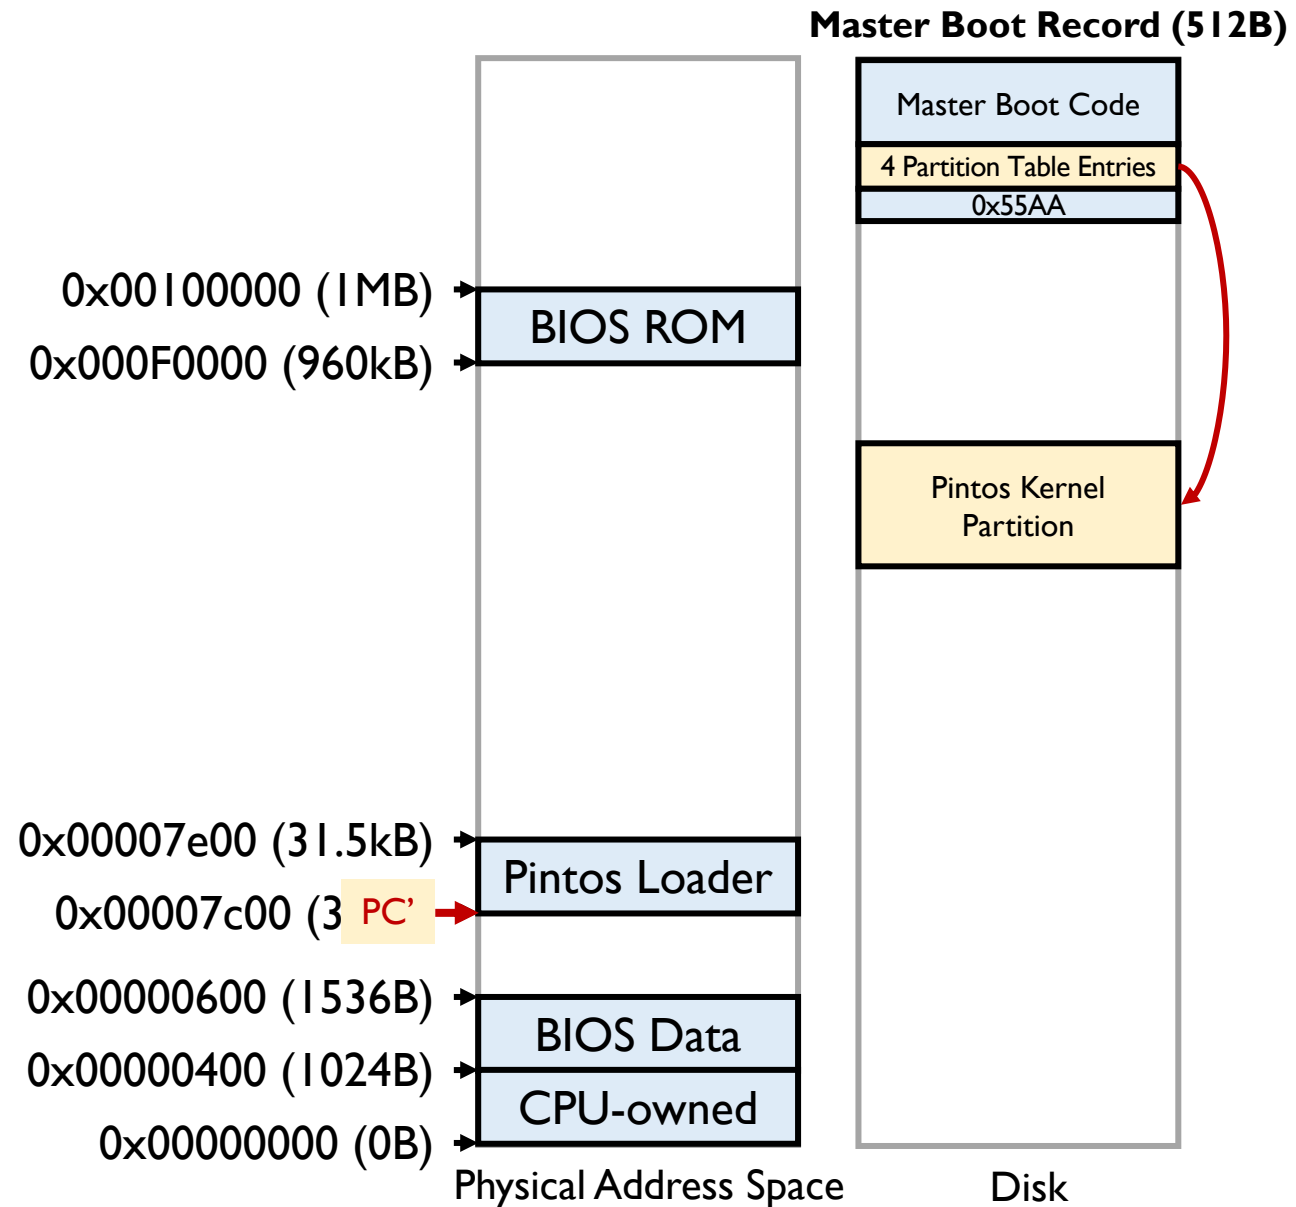 Master Boot Record (512B)
Master Boot Code
4 Partition Table Entries
0x55AA
0x00100000 (1MB)
BIOS ROM
0x000F0000 (960kB)
Pintos Kernel
Partition
0x00007e00 (31.5kB)
Pintos Loader
0x00007c00 (3
PC’
0x00000600 (1536B)
BIOS Data
0x00000400 (1024B)
CPU-owned
0x00000000 (0B)
Physical Address Space
Disk